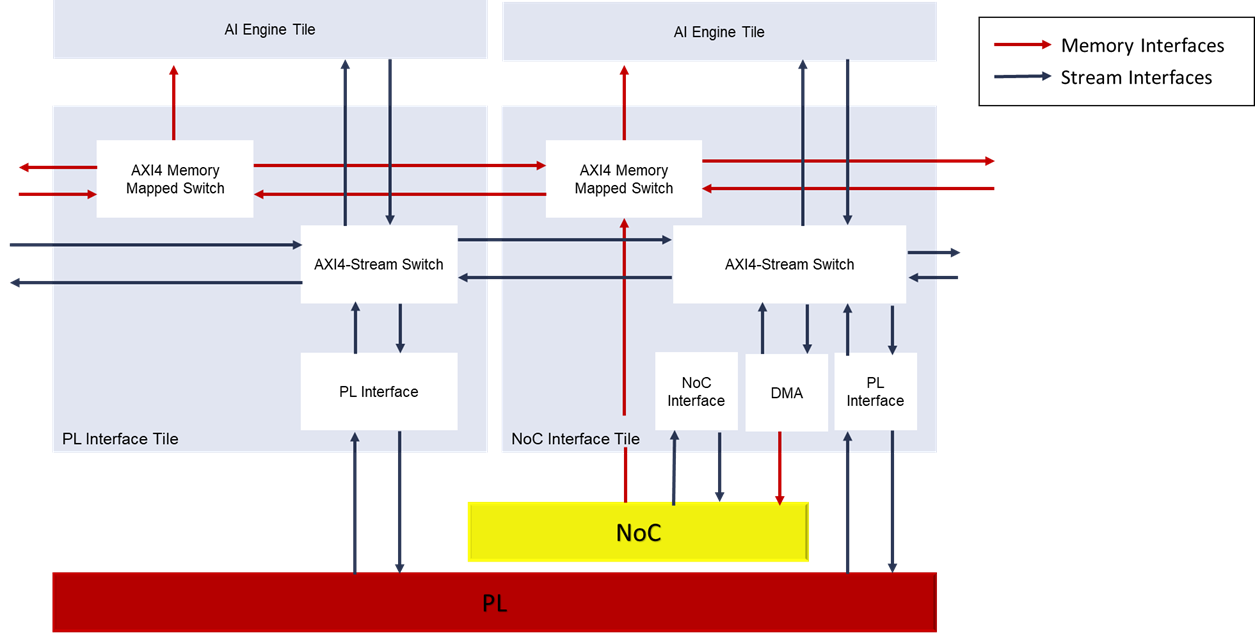 AI Engine Tile
AI Engine Tile
Memory Interfaces
Stream Interfaces
AXI4 Memory
Mapped Switch
AXI4 Memory
Mapped Switch
AXI4-Stream Switch
AXI4-Stream Switch
PL Interface
NoC
Interface
DMA
PL
Interface
PL Interface Tile
NoC Interface Tile
NoC
PL